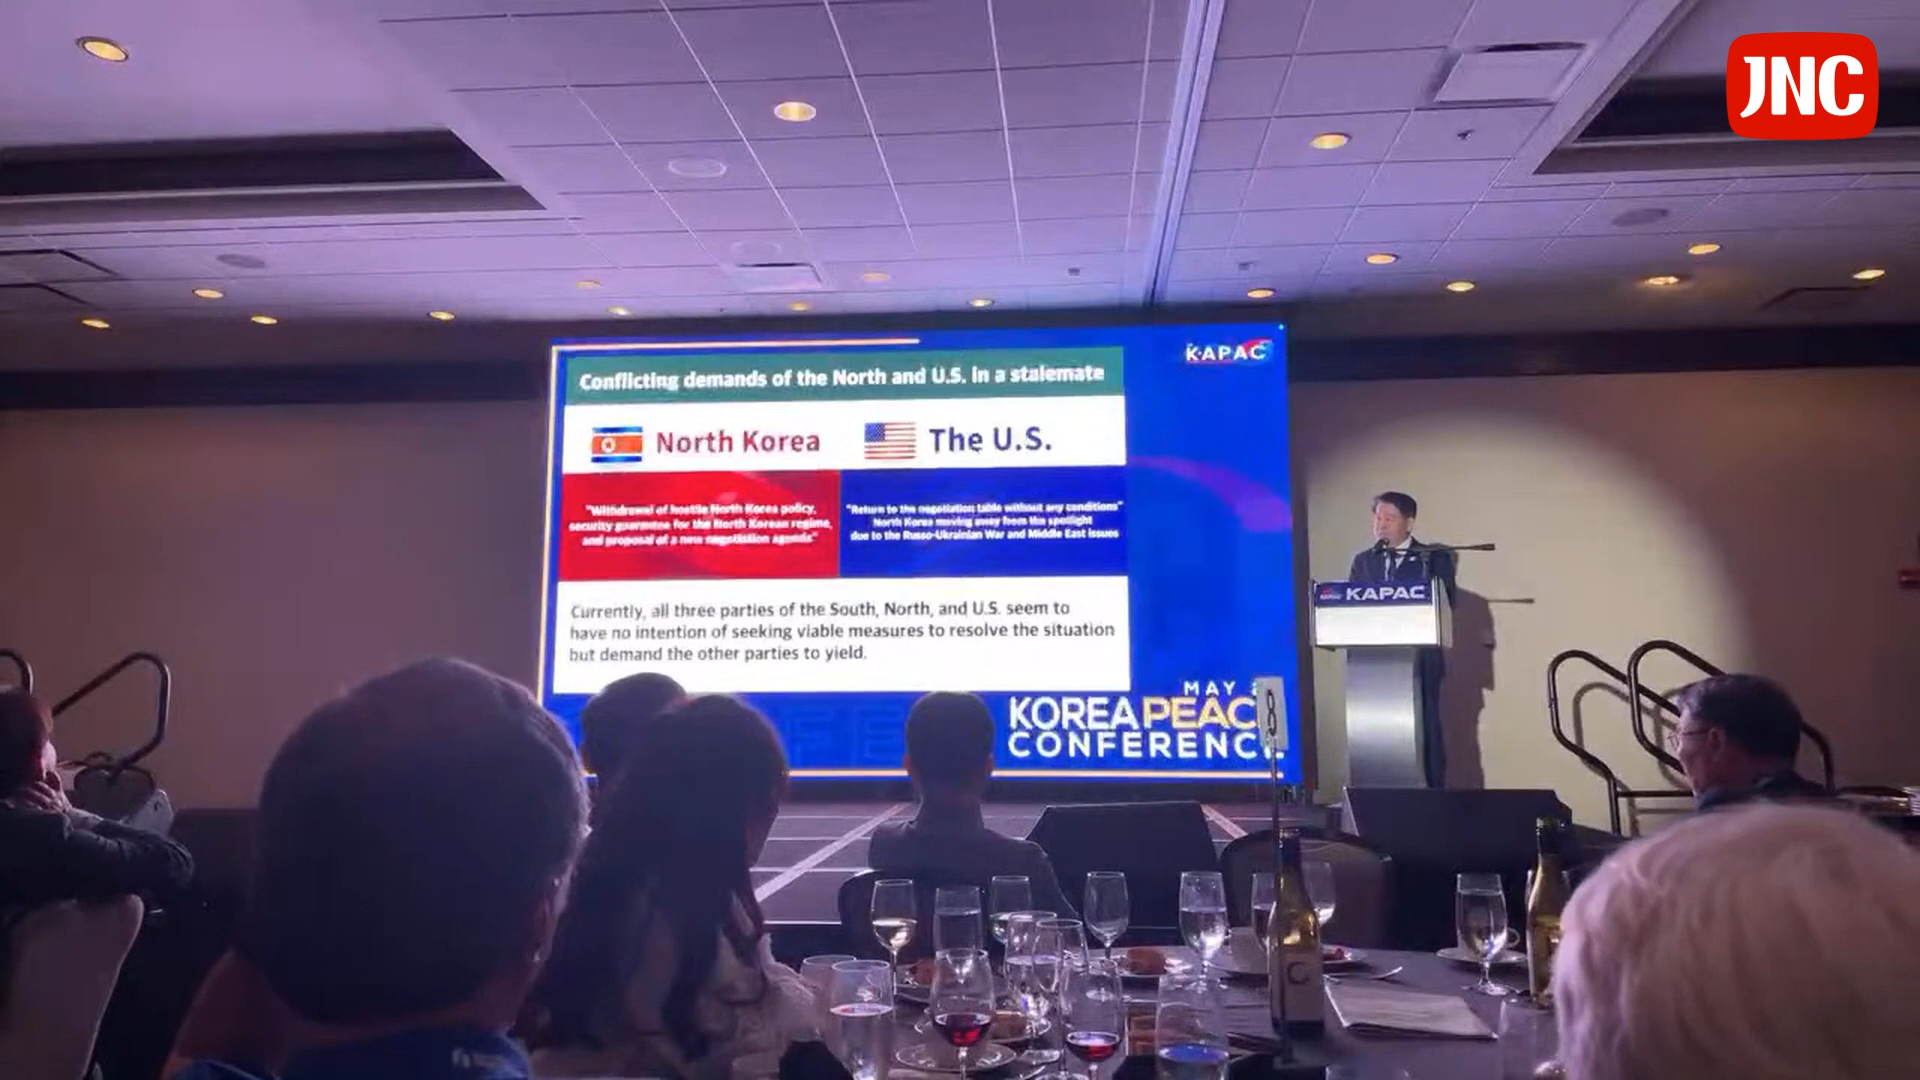 JNC
KAPAC
Conflicting demands of the North and U.S. in a stalemate
North Korea
The U.S.
"Withdrawal of hostile North Korea policy,
security guarantee for the North Korean regime,
and proposal of a new negotiation agenda"
"Return to the negotiation table without any conditions"
North Korea moving away from the spotlight
due to the Russo-Ukrainian War and Middle East issues
Currently, all three parties of the South, North, and U.S. seem to
have no intention of seeking viable measures to resolve the situation
but demand the other parties to yield.
KAPAC
MAY
KOREA PEAC
CONFERENCE
8
C